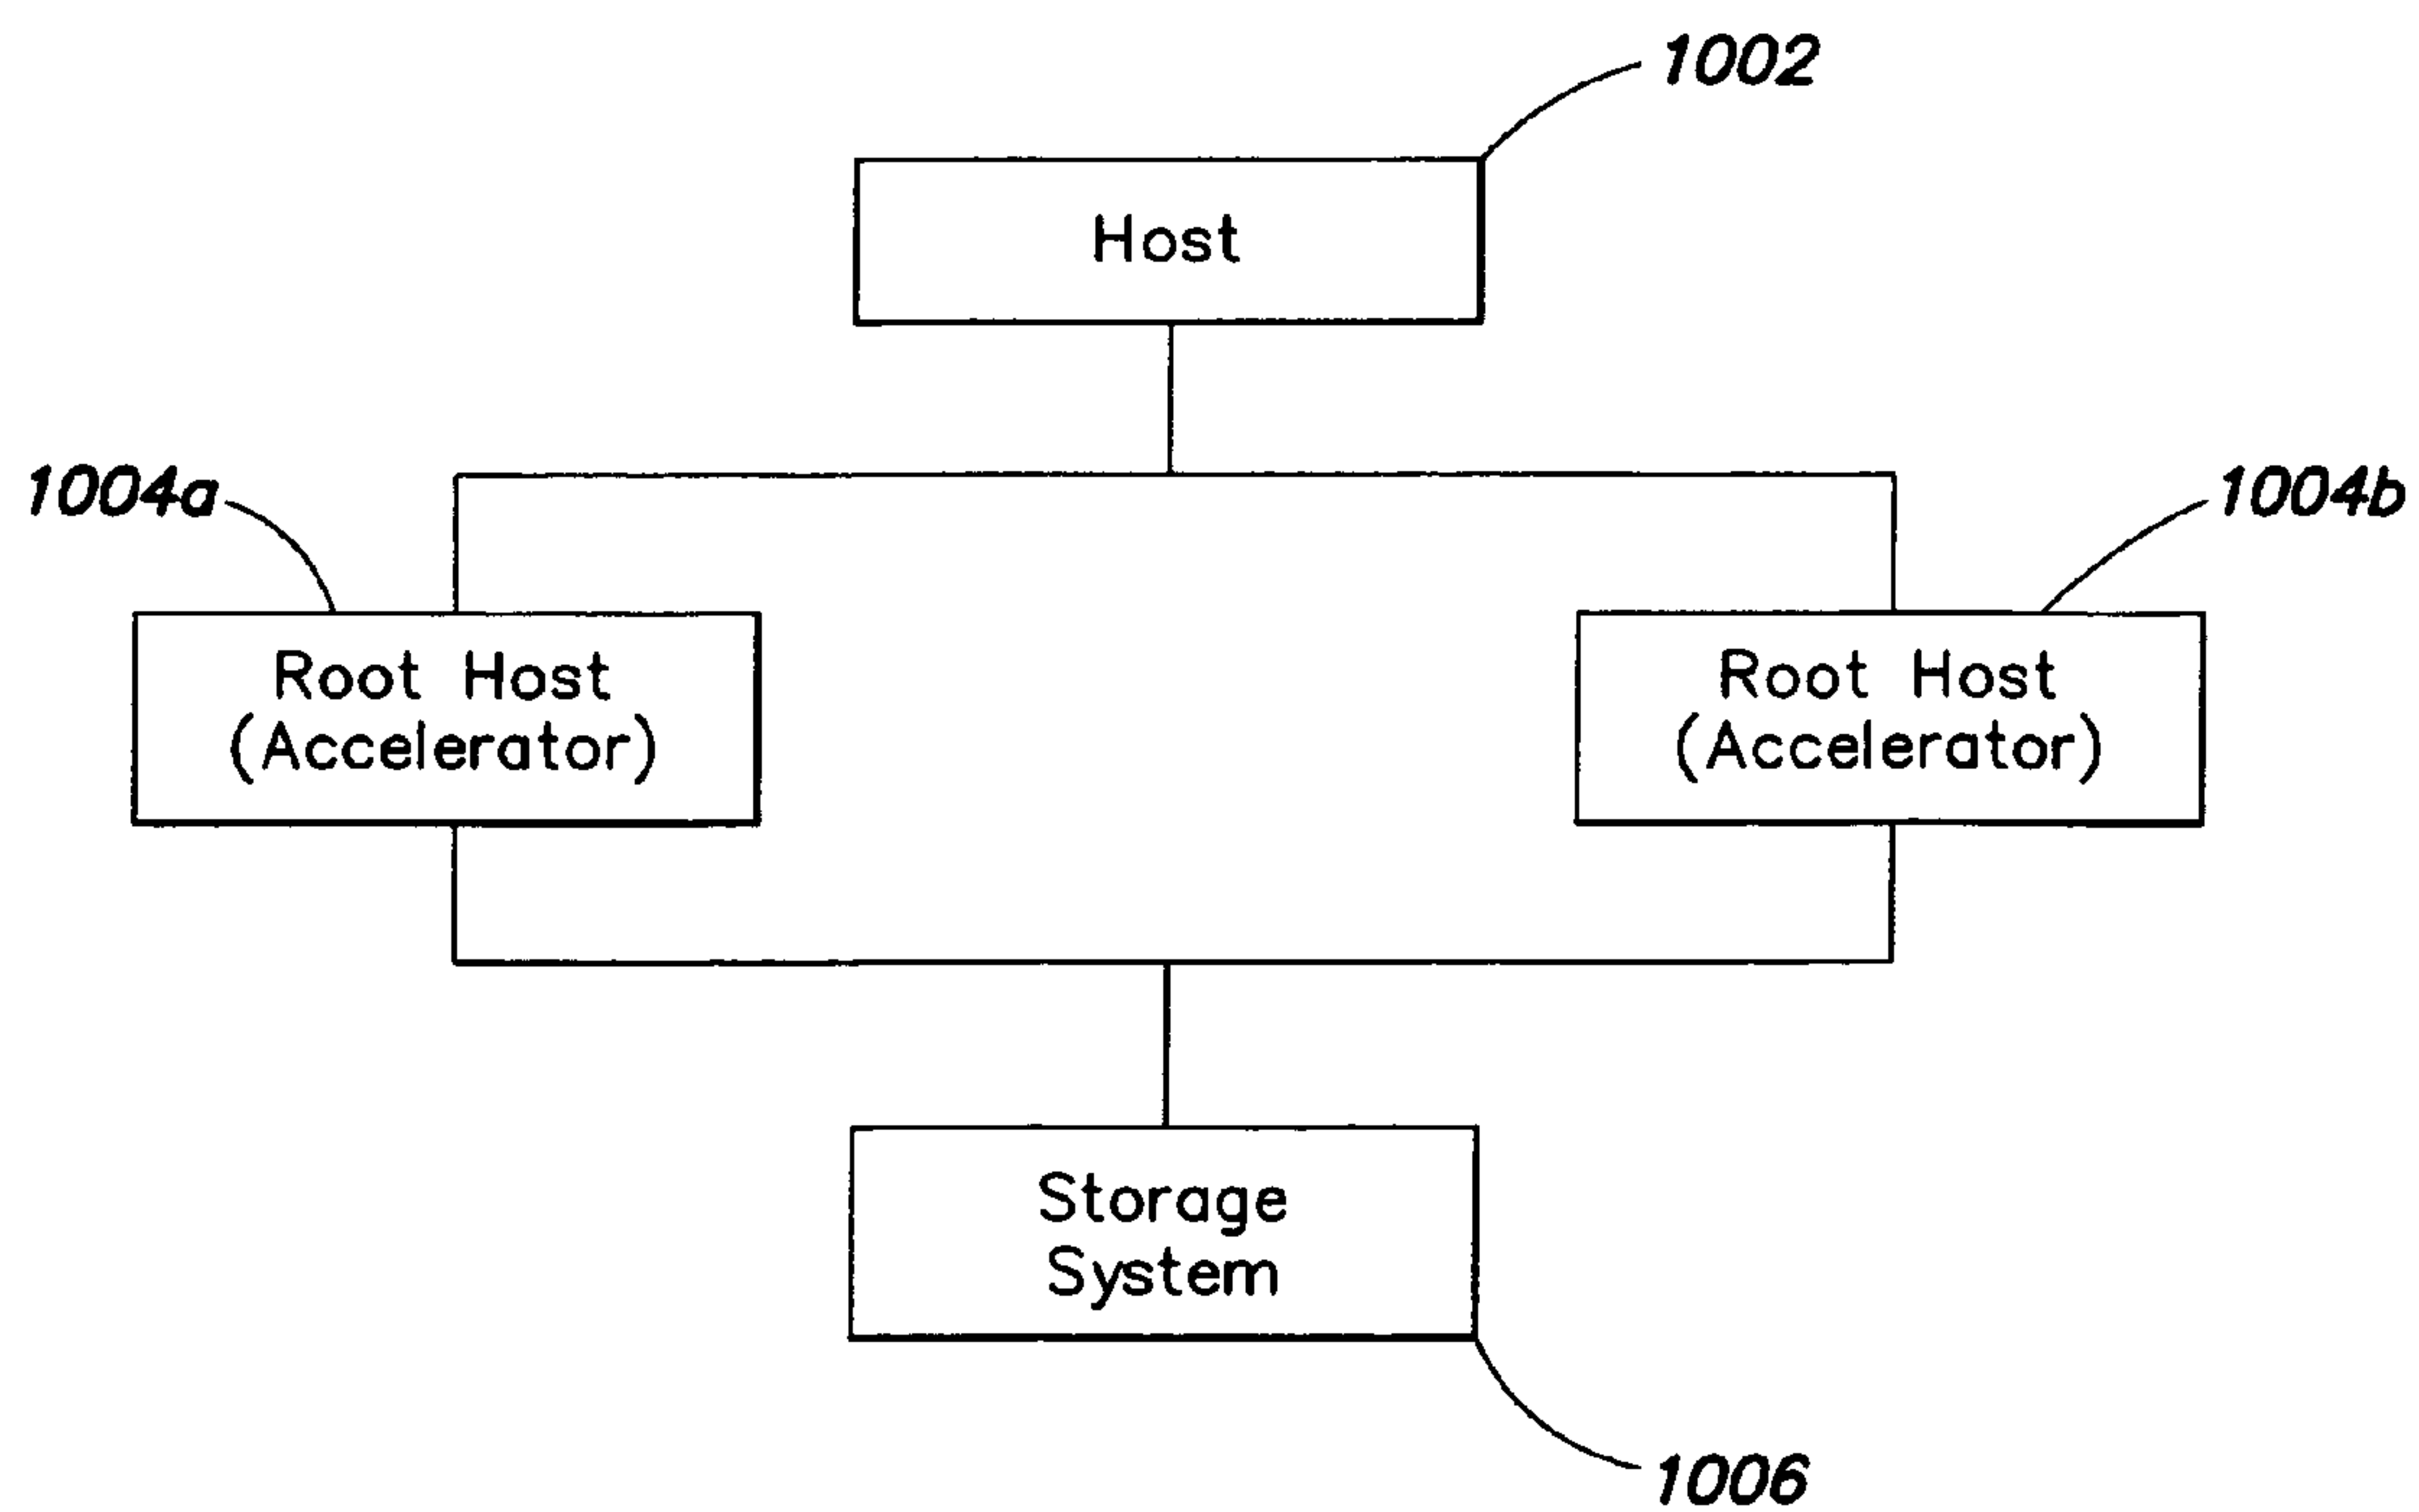 1002
Host
1004a
1004b
Root Host
(Accelerator)
Root Host
(Accelerator)
Storage
System
1006